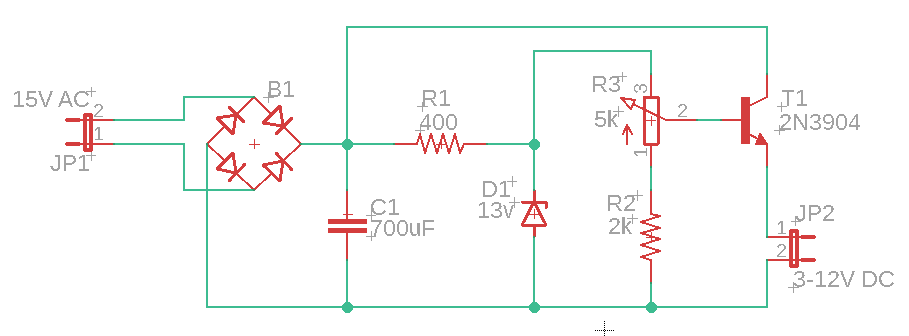 15V AC
2
1
JP1
B1
R1
400
C1
700uF
D1
13v
R3
5k
3
2
1
R2
2k
T1
2N3904
JP2
1
2
3-12V DC